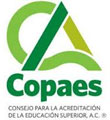 Copaes
CONSEJO PARA LA ACREDITACIÓN
DE LA EDUCACIÓN SUPERIOR, A.C. ®